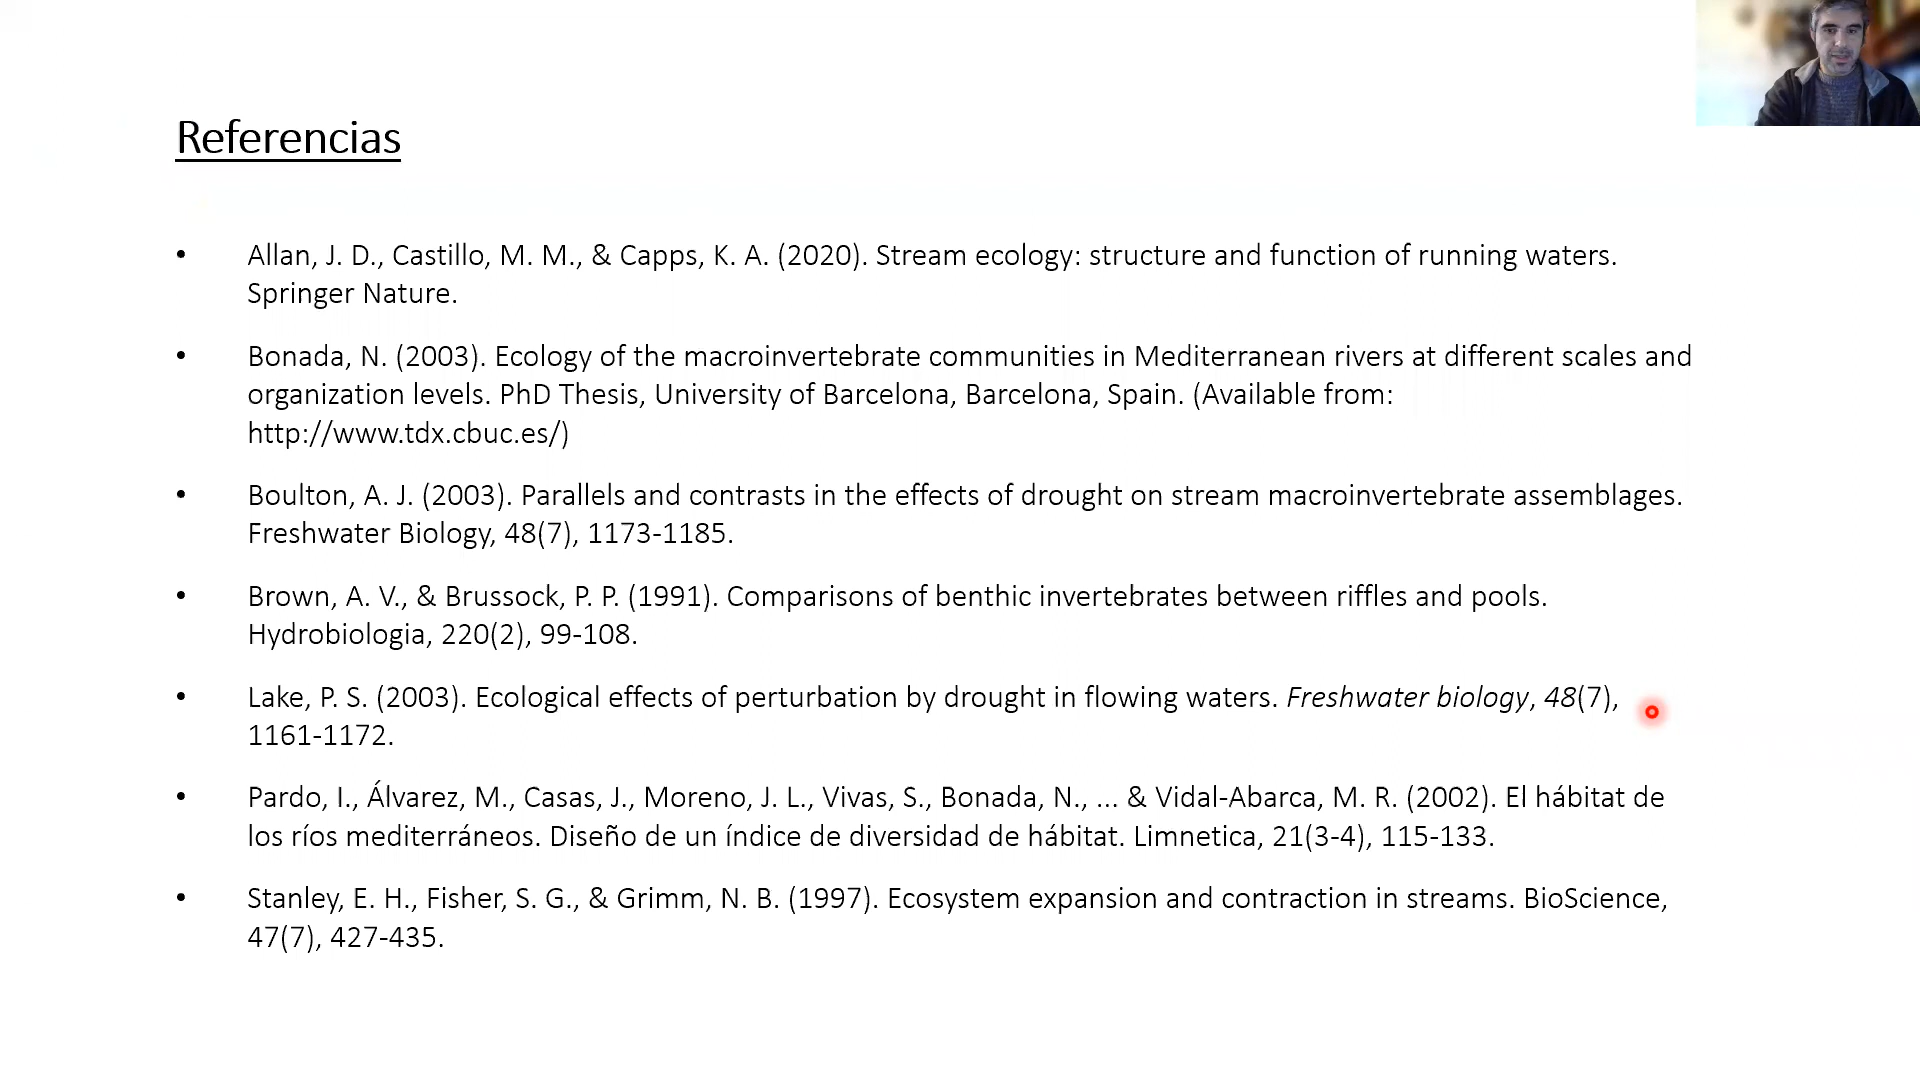 Referencias
• Allan, J. D., Castillo, M. M., & Capps, K. A. (2020). Stream ecology: structure and function of running waters.
Springer Nature.
• Bonada, N. (2003). Ecology of the macroinvertebrate communities in Mediterranean rivers at different scales and
organization levels. PhD Thesis, University of Barcelona, Barcelona, Spain. (Available from:
http://www.tdx.cbuc.es/)
• Boulton, A. J. (2003). Parallels and contrasts in the effects of drought on stream macroinvertebrate assemblages.
Freshwater Biology, 48(7), 1173-1185.
• Brown, A. V., & Brussock, P. P. (1991). Comparisons of benthic invertebrates between riffles and pools.
Hydrobiologia, 220(2), 99-108.
• Lake, P. S. (2003). Ecological effects of perturbation by drought in flowing waters. Freshwater biology, 48(7),
1161-1172.
• Pardo, I., Álvarez, M., Casas, J., Moreno, J. L., Vivas, S., Bonada, N., ... & Vidal-Abarca, M. R. (2002). El hábitat de
los ríos mediterráneos. Diseño de un índice de diversidad de hábitat. Limnetica, 21(3-4), 115-133.
• Stanley, E. H., Fisher, S. G., & Grimm, N. B. (1997). Ecosystem expansion and contraction in streams. BioScience,
47(7), 427-435.